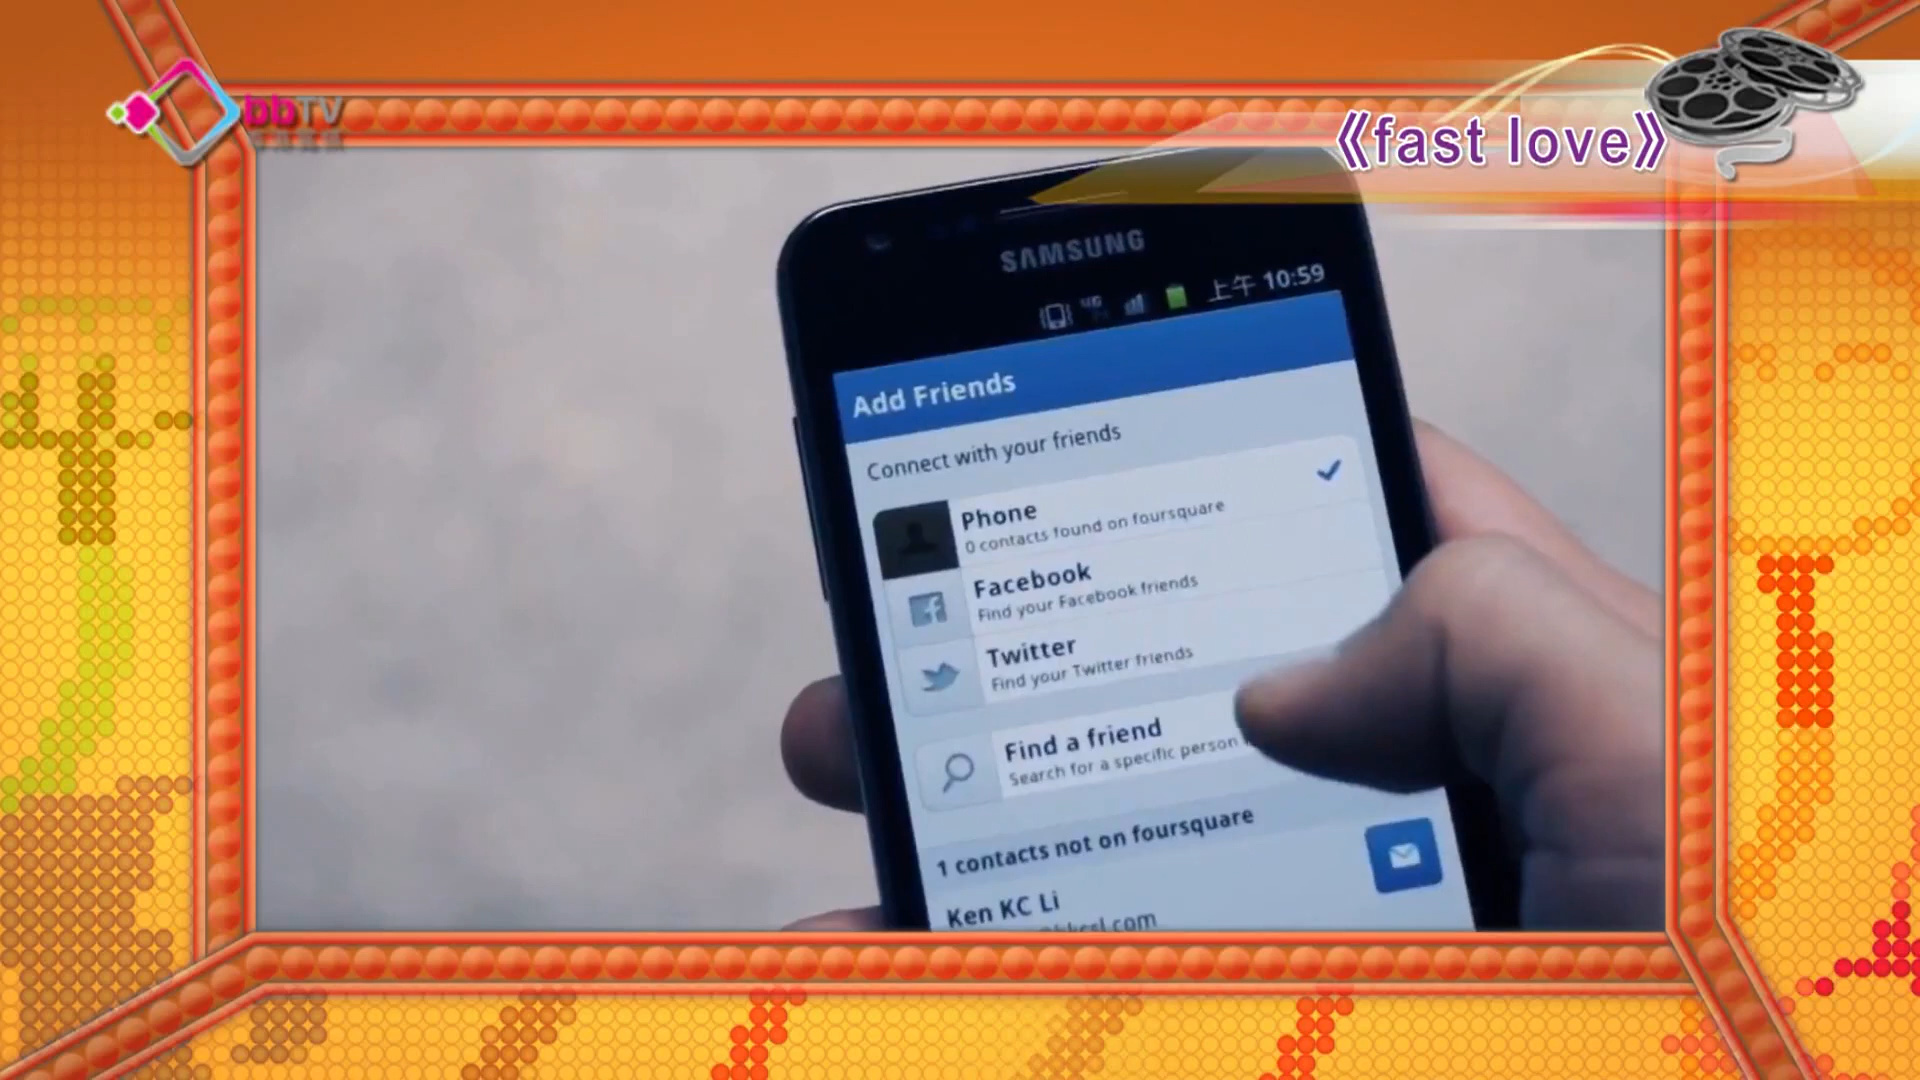 bbTV
《fast love》
SAMSUNG
4G
上午 10:59
Add Friends
Connect with your friends
Phone
0 contacts found on foursquare
Facebook
Find your Facebook friends
Twitter
Find your Twitter friends
Find a friend
Search for a specific person
1 contacts not on foursquare
Ken KC Li